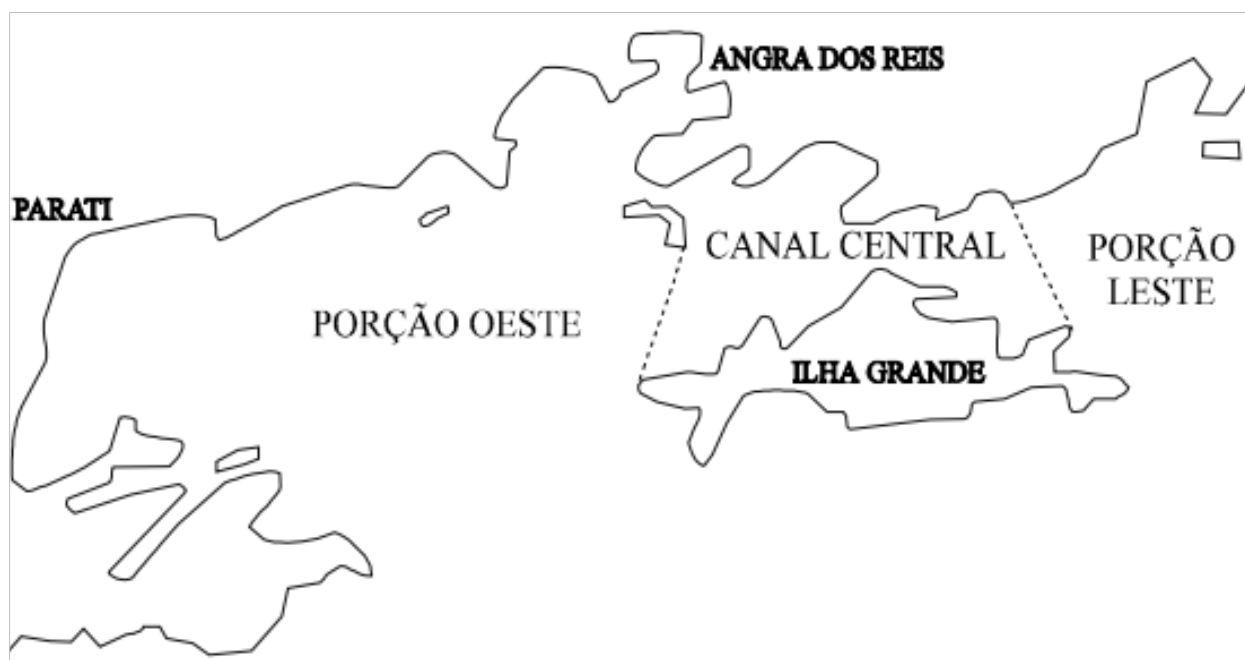 ANGRA DOS REIS
PARATI
CANAL CENTRAL
PORÇÃO
LESTE
PORÇÃO OESTE
ILHA GRANDE